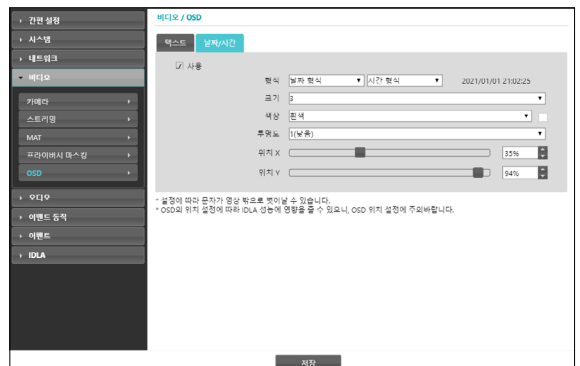 간편 설정
시스템
네트워크
비디오
카메라
스트리밍
MAT
프라이버시 마스킹
OSD
오디오
이벤트 동작
이벤트
IDLA
비디오 / OSD
텍스트 날짜/시간
사용
형식 날짜 형식 시간 형식 2021/01/01 21:02:25
크기 3
색상 흰색
투명도 1(낮음)
위치 X 35%
위치 Y 94%
* 설정에 따라 문자가 영상 밖으로 벗어날 수 있습니다.
* OSD의 위치 설정에 따라 IDLA 성능에 영향을 줄 수 있으니, OSD 위치 설정에 주의바랍니다.
저장